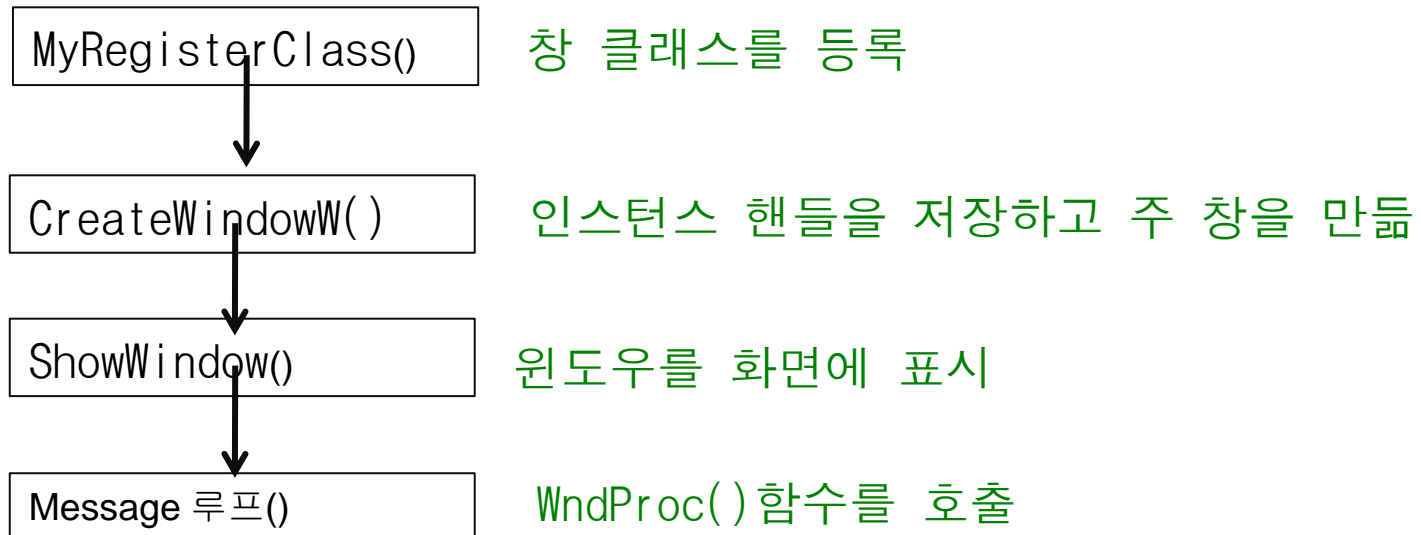 MyRegisterClass() 창 클래스를 등록
CreateWindowW() 인스턴스 핸들을 저장하고 주 창을 만듦
ShowWindow() 윈도우를 화면에 표시
Message 루프() WndProc()함수를 호출